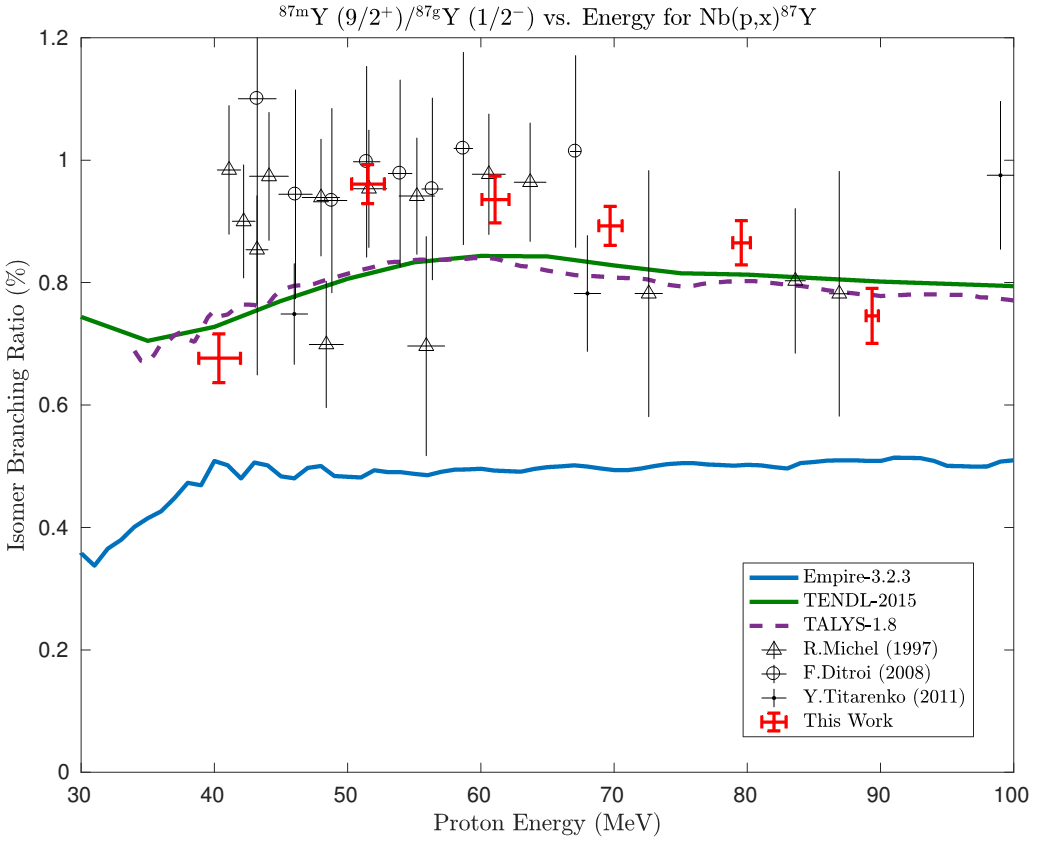 ⁸⁷ᵐY (9/2⁺)/⁸⁷ᵍY (1/2⁻) vs. Energy for Nb(p,x)⁸⁷Y
Isomer Branching Ratio (%)
1.2
1
0.8
0.6
0.4
0.2
0
30 40 50 60 70 80 90 100
Proton Energy (MeV)
Empire-3.2.3
TENDL-2015
TALYS-1.8
R.Michel (1997)
F.Ditroi (2008)
Y.Titarenko (2011)
This Work